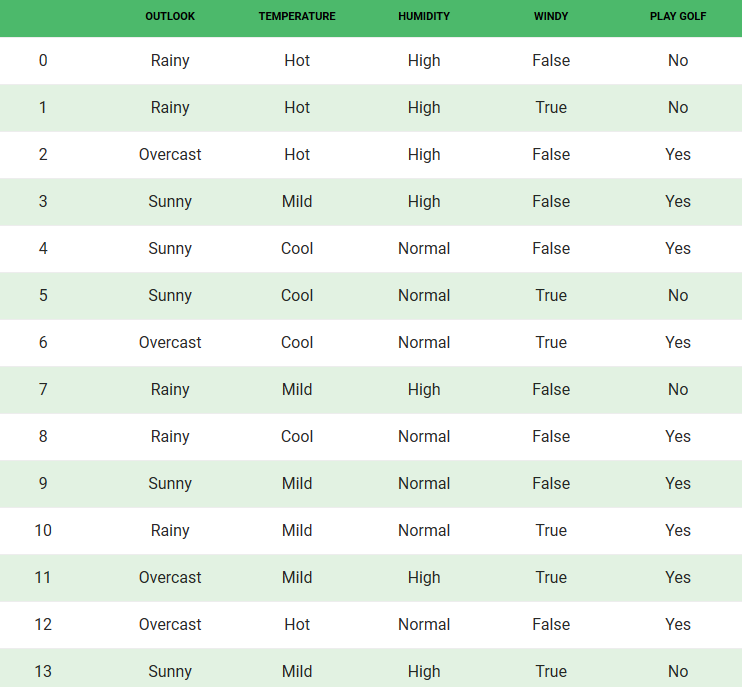 OUTLOOK TEMPERATURE HUMIDITY WINDY PLAY GOLF
0 Rainy Hot High False No
1 Rainy Hot High True No
2 Overcast Hot High False Yes
3 Sunny Mild High False Yes
4 Sunny Cool Normal False Yes
5 Sunny Cool Normal True No
6 Overcast Cool Normal True Yes
7 Rainy Mild High False No
8 Rainy Cool Normal False Yes
9 Sunny Mild Normal False Yes
10 Rainy Mild Normal True Yes
11 Overcast Mild High True Yes
12 Overcast Hot Normal False Yes
13 Sunny Mild High True No